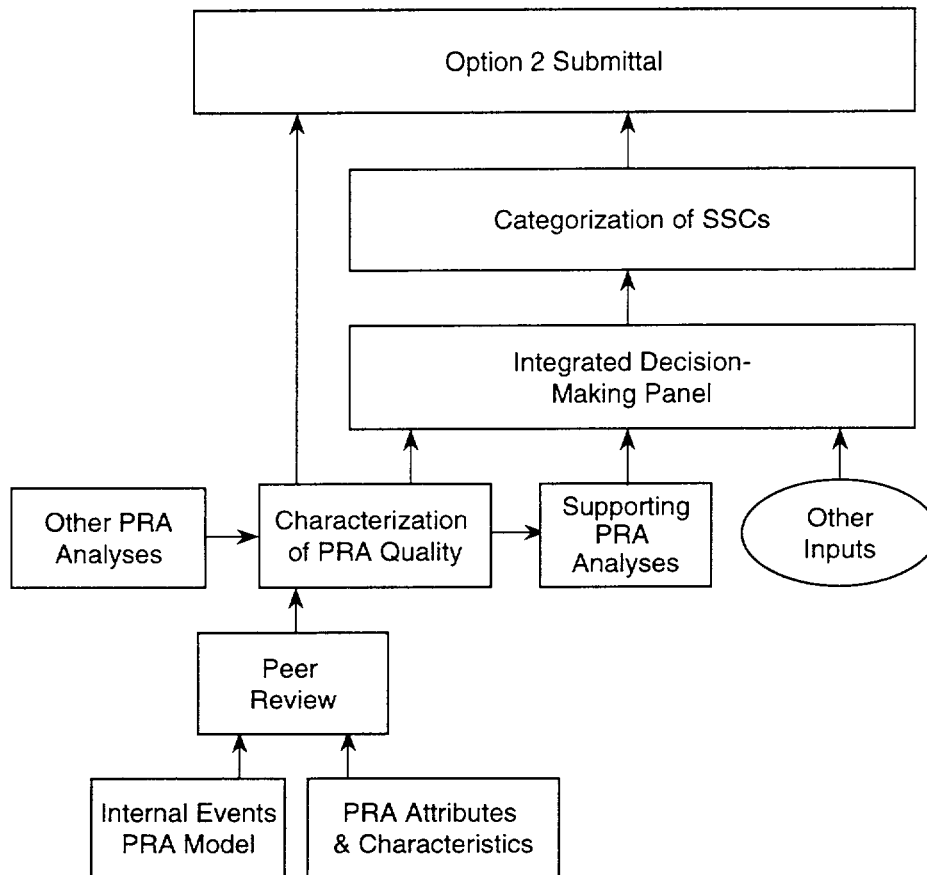 Option 2 Submittal
Categorization of SSCs
Integrated Decision-
Making Panel
Other PRA
Analyses
Characterization
of PRA Quality
Supporting
PRA
Analyses
Other
Inputs
Peer
Review
Internal Events
PRA Model
PRA Attributes
& Characteristics